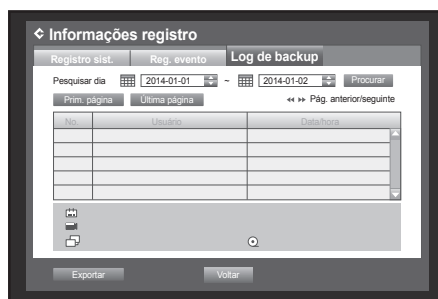 Informações registro
Registro sist. Reg. evento Log de backup
Pesquisar dia 2014-01-01 ~ 2014-01-02 Procurar
Prim. página Última página Pág. anterior/seguinte
No. Usuário Data/hora
Exportar Voltar